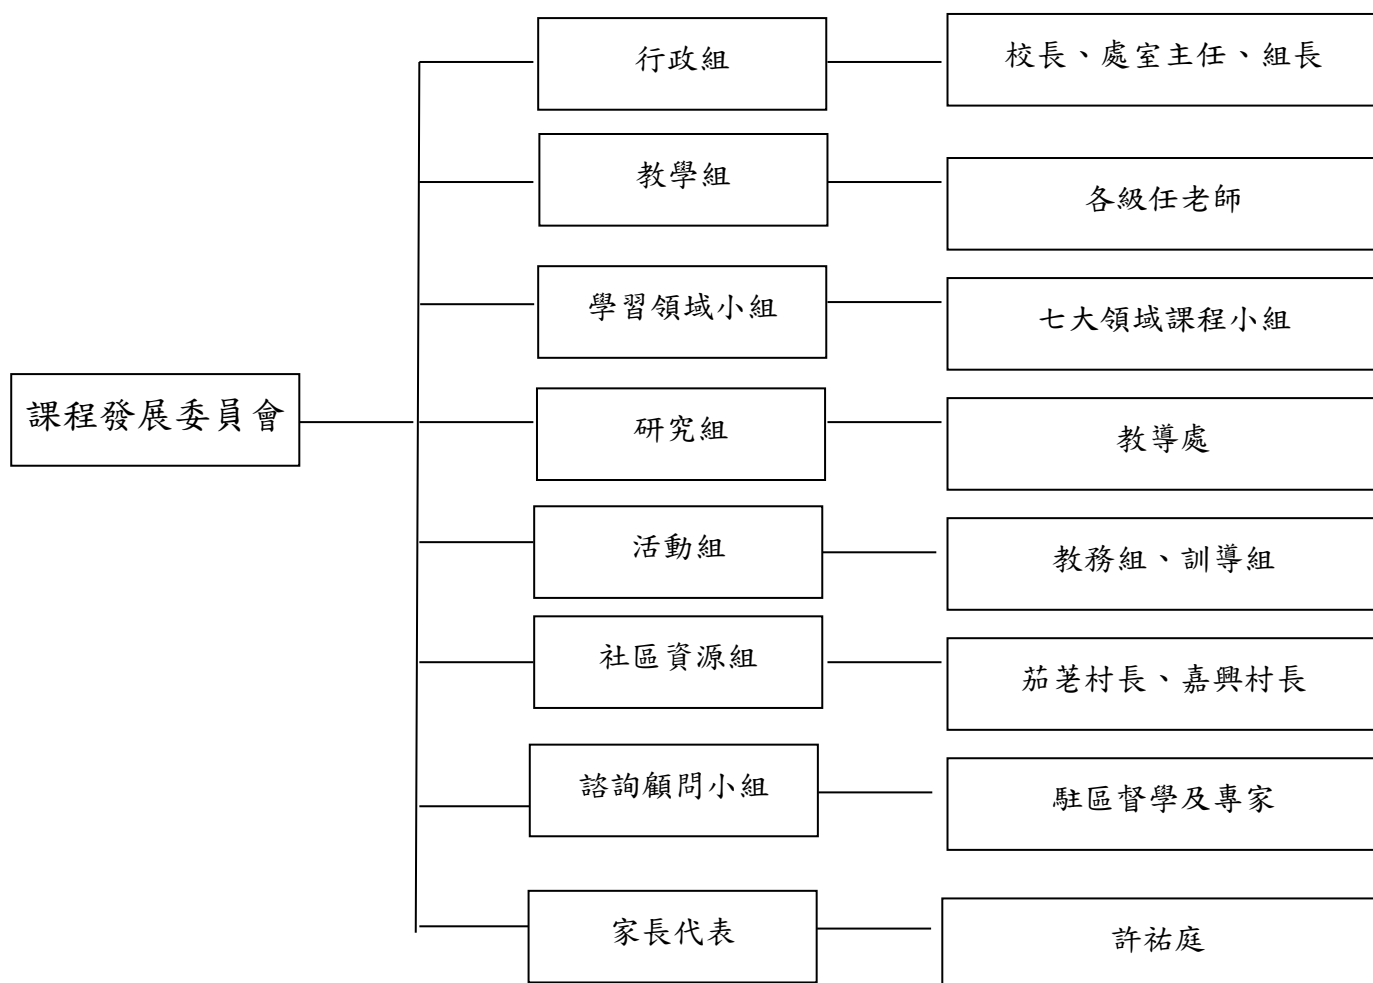 行政組
校長、處室主任、組長
教學組
各級任老師
學習領域小組
七大領域課程小組
課程發展委員會
研究組
教導處
活動組
教務組、訓導組
社區資源組
茄荖村長、嘉興村長
諮詢顧問小組
駐區督學及專家
家長代表
許祐庭